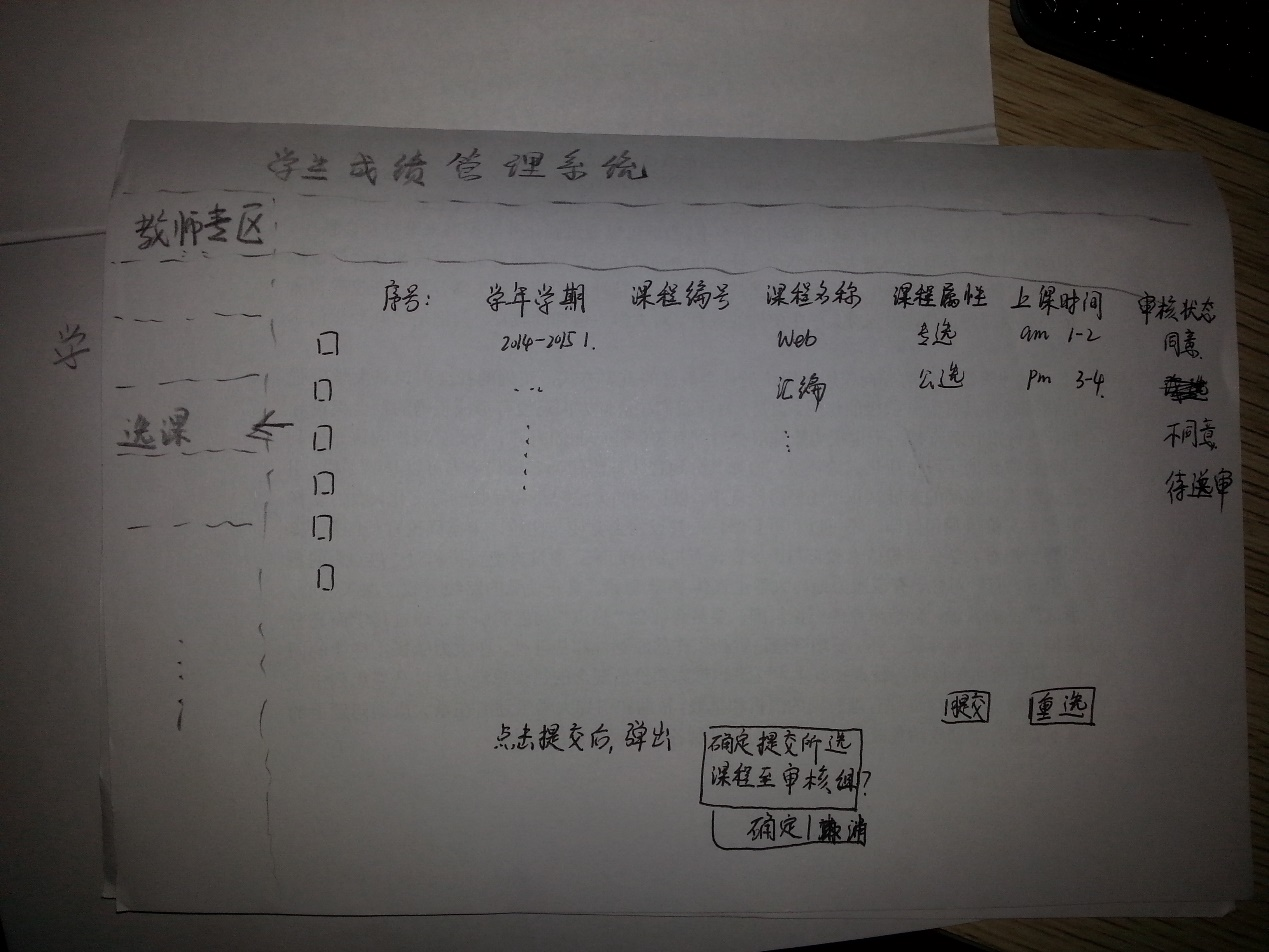 学生成绩管理系统
教师专区
序号: 学年学期 课程编号 课程名称 课程属性 上课时间 审核状态
学
2014-2015 1. Web 专选 am 1-2 同意.
... 汇编 公选 pm 3-4.
选课 ← 不同意.
待送审
提交 重选
点击提交后, 弹出 确定提交所选
课程至审核组?
确定 | 取消